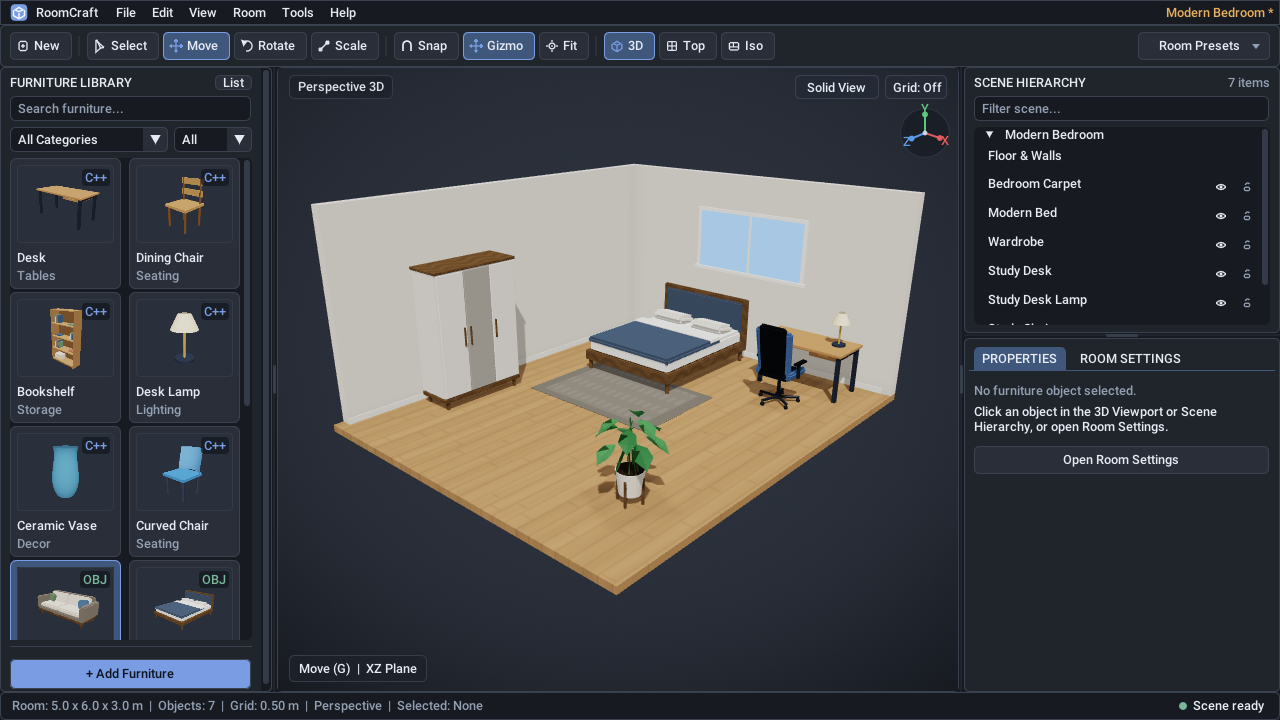 RoomCraft File Edit View Room Tools Help
Modern Bedroom *
New Select Move Rotate Scale Snap Gizmo Fit 3D Top Iso Room Presets
FURNITURE LIBRARY List
Search furniture...
All Categories All
C++ C++
Desk Dining Chair
Tables Seating
C++ C++
Bookshelf Desk Lamp
Storage Lighting
C++ C++
Ceramic Vase Curved Chair
Decor Seating
OBJ OBJ
+ Add Furniture
Perspective 3D
Solid View Grid: Off
Y
Z X
Move (G) | XZ Plane
SCENE HIERARCHY 7 items
Filter scene...
Modern Bedroom
Floor & Walls
Bedroom Carpet
Modern Bed
Wardrobe
Study Desk
Study Desk Lamp
PROPERTIES ROOM SETTINGS
No furniture object selected.
Click an object in the 3D Viewport or Scene
Hierarchy, or open Room Settings.
Open Room Settings
Room: 5.0 x 6.0 x 3.0 m | Objects: 7 | Grid: 0.50 m | Perspective | Selected: None
Scene ready